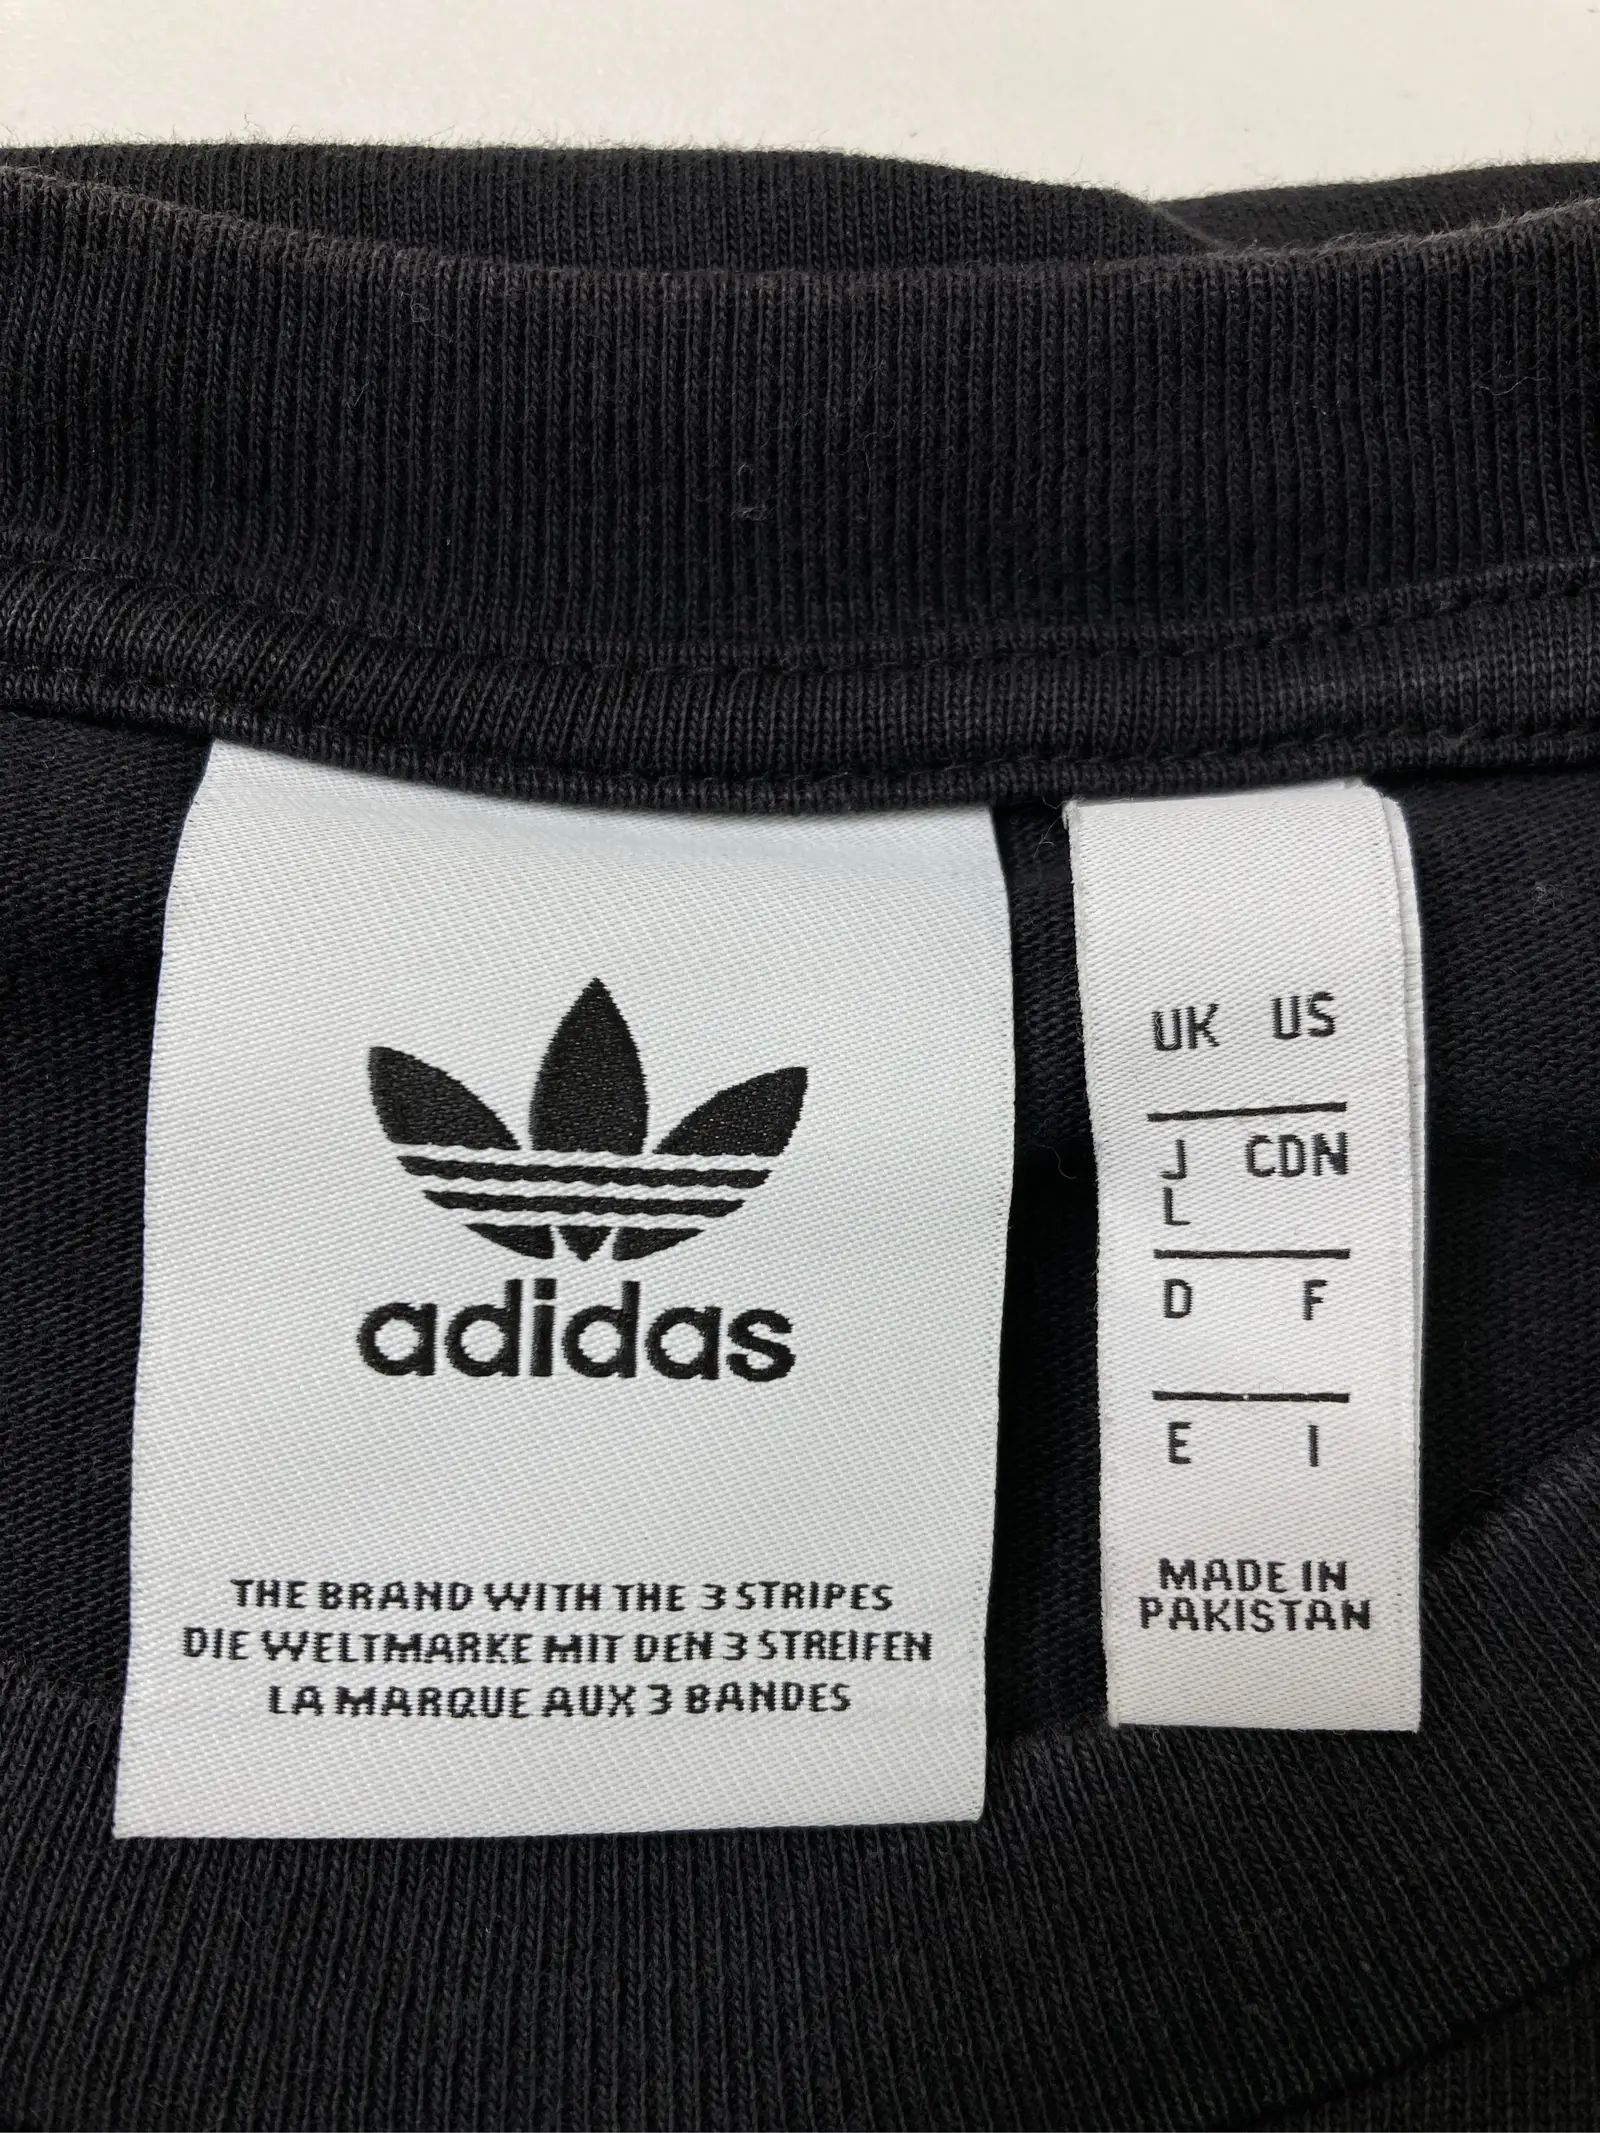 adidas
THE BRAND WITH THE 3 STRIPES
DIE WELTMARKE MIT DEN 3 STREIFEN
LA MARQUE AUX 3 BANDES
UK US
J CDN
L
D F
E I
MADE IN
PAKISTAN